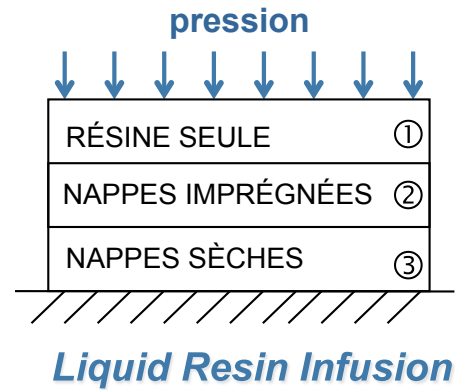 pression
RÉSINE SEULE ①
NAPPES IMPRÉGNÉES ②
NAPPES SÈCHES ③
Liquid Resin Infusion